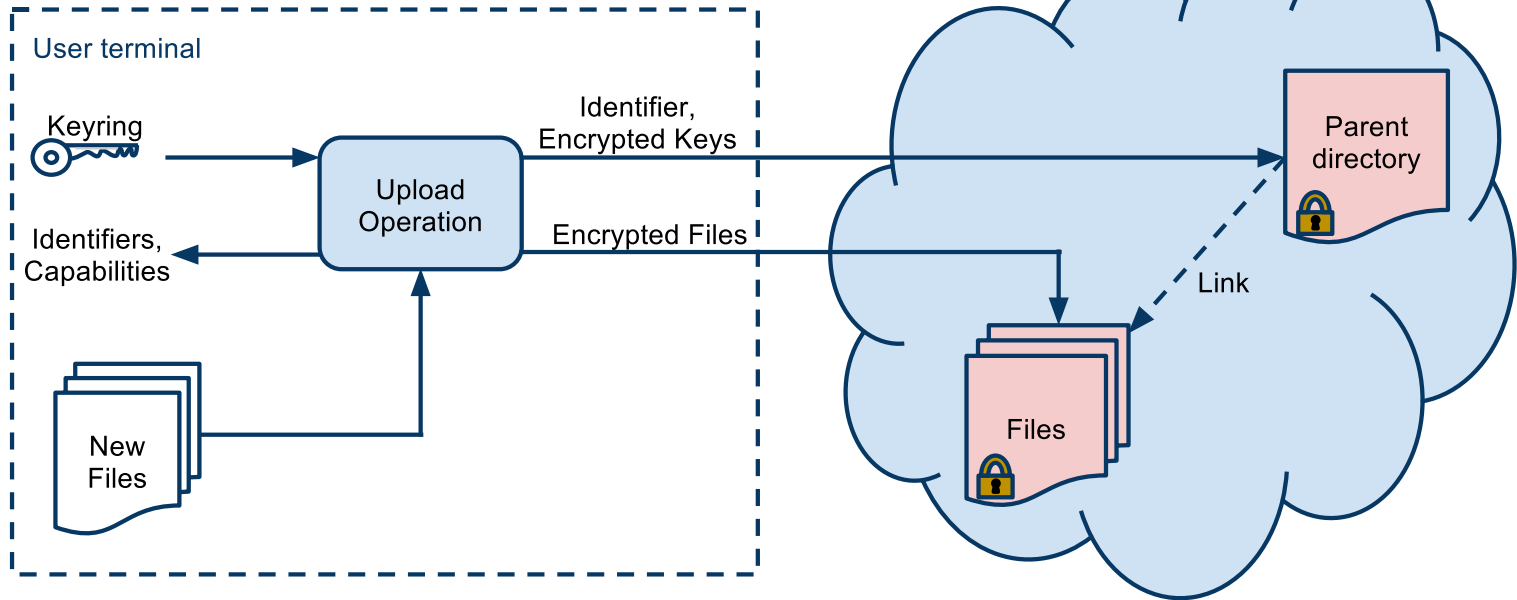 User terminal
Keyring
Identifiers,
Capabilities
New
Files
Upload
Operation
Identifier,
Encrypted Keys
Encrypted Files
Parent
directory
Link
Files